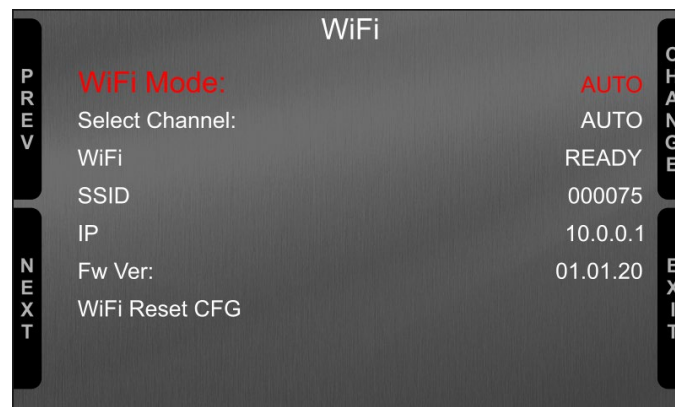 WiFi
PREV
CHANGE
WiFi Mode: AUTO
Select Channel: AUTO
WiFi READY
SSID 000075
IP 10.0.0.1
Fw Ver: 01.01.20
WiFi Reset CFG
NEXT
EXIT